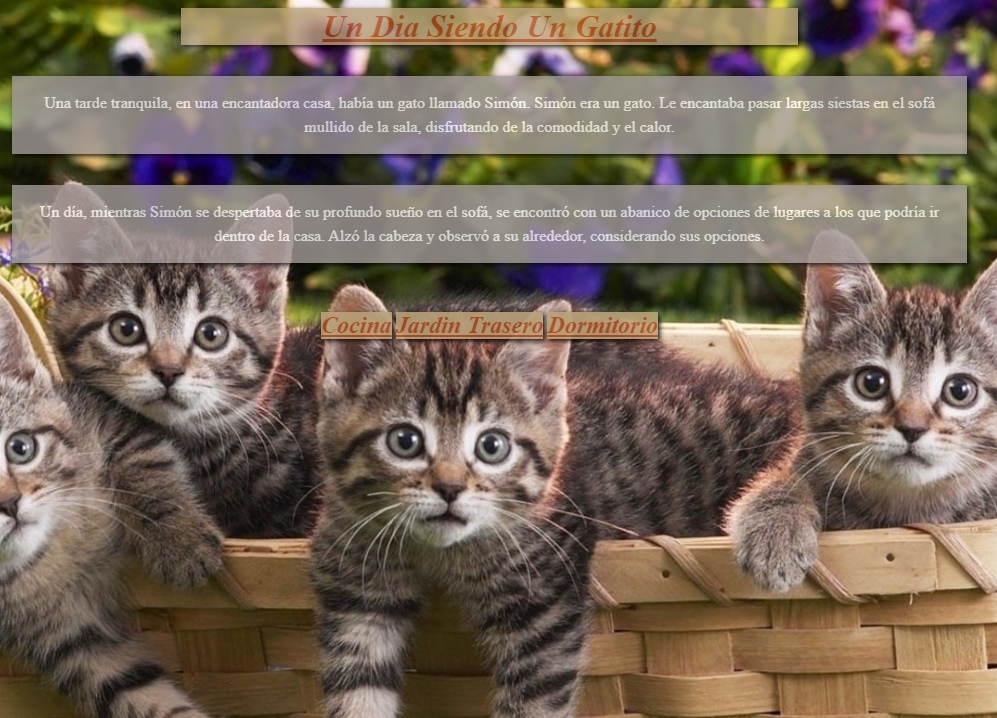 Un Dia Siendo Un Gatito
Una tarde tranquila, en una encantadora casa, había un gato llamado Simón. Simón era un gato. Le encantaba pasar largas siestas en el sofá
mullido de la sala, disfrutando de la comodidad y el calor.
Un día, mientras Simón se despertaba de su profundo sueño en el sofá, se encontró con un abanico de opciones de lugares a los que podría ir
dentro de la casa. Alzó la cabeza y observó a su alrededor, considerando sus opciones.
Cocina Jardin Trasero Dormitorio